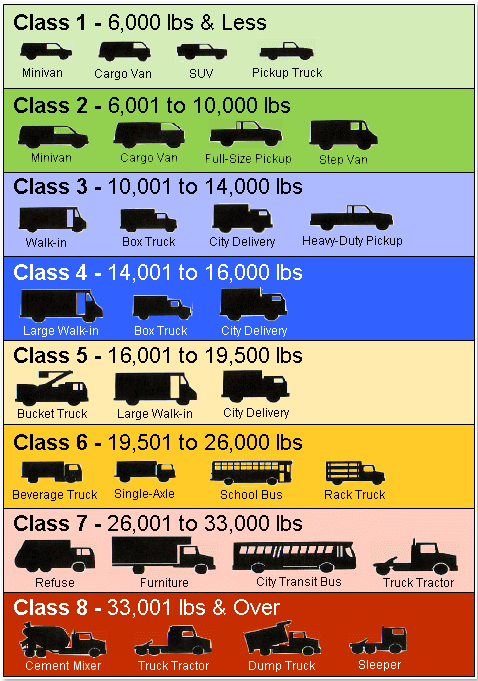 Class 1 - 6,000 lbs & Less
Minivan Cargo Van SUV Pickup Truck
Class 2 - 6,001 to 10,000 lbs
Minivan Cargo Van Full-Size Pickup Step Van
Class 3 - 10,001 to 14,000 lbs
Walk-in Box Truck City Delivery Heavy-Duty Pickup
Class 4 - 14,001 to 16,000 lbs
Large Walk-in Box Truck City Delivery
Class 5 - 16,001 to 19,500 lbs
Bucket Truck Large Walk-in City Delivery
Class 6 - 19,501 to 26,000 lbs
Beverage Truck Single-Axle School Bus Rack Truck
Class 7 - 26,001 to 33,000 lbs
Refuse Furniture City Transit Bus Truck Tractor
Class 8 - 33,001 lbs & Over
Cement Mixer Truck Tractor Dump Truck Sleeper